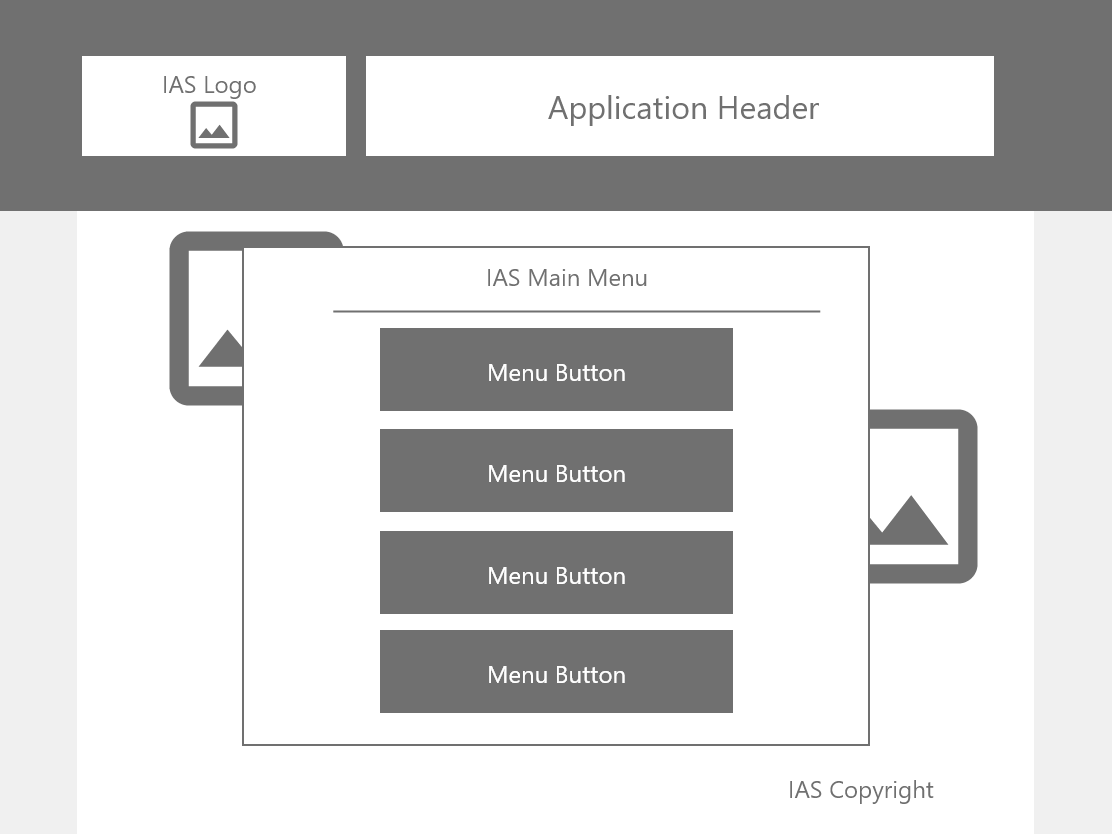 IAS Logo
Application Header
IAS Main Menu
Menu Button
Menu Button
Menu Button
Menu Button
IAS Copyright